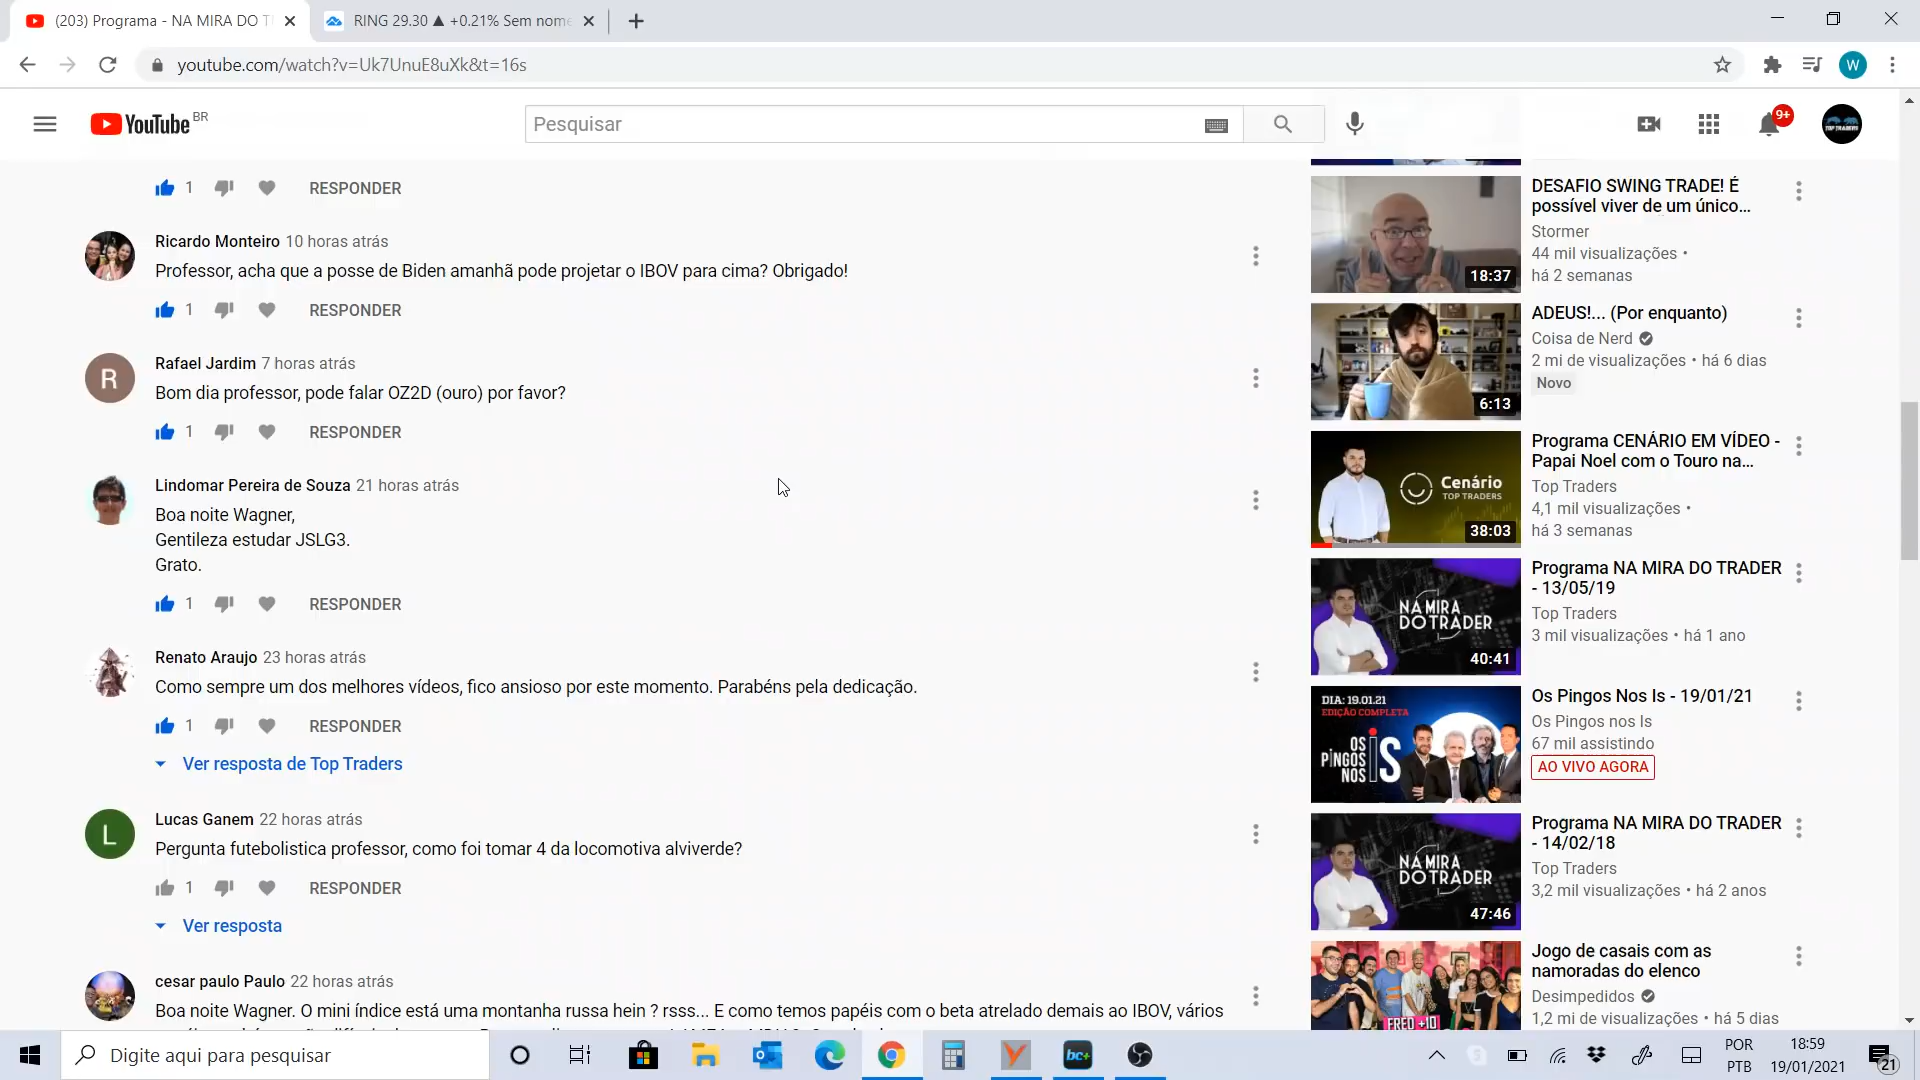 (203) Programa - NA MIRA DO T
RING 29.30 ▲ +0.21% Sem nome
youtube.com/watch?v=Uk7UnuE8uXk&t=16s
W
YouTube BR
Pesquisar
9+
TOP TRADERS
1 RESPONDER
Ricardo Monteiro 10 horas atrás
Professor, acha que a posse de Biden amanhã pode projetar o IBOV para cima? Obrigado!
1 RESPONDER
R
Rafael Jardim 7 horas atrás
Bom dia professor, pode falar OZ2D (ouro) por favor?
1 RESPONDER
Lindomar Pereira de Souza 21 horas atrás
Boa noite Wagner,
Gentileza estudar JSLG3.
Grato.
1 RESPONDER
Renato Araujo 23 horas atrás
Como sempre um dos melhores vídeos, fico ansioso por este momento. Parabéns pela dedicação.
1 RESPONDER
Ver resposta de Top Traders
L
Lucas Ganem 22 horas atrás
Pergunta futebolistica professor, como foi tomar 4 da locomotiva alviverde?
1 RESPONDER
Ver resposta
cesar paulo Paulo 22 horas atrás
Boa noite Wagner. O mini índice está uma montanha russa hein ? rsss... E como temos papéis com o beta atrelado demais ao IBOV, vários
18:37
DESAFIO SWING TRADE! É
possível viver de um único...
Stormer
44 mil visualizações •
há 2 semanas
6:13
ADEUS!... (Por enquanto)
Coisa de Nerd
2 mi de visualizações • há 6 dias
Novo
Cenário
TOP TRADERS
38:03
Programa CENÁRIO EM VÍDEO -
Papai Noel com o Touro na...
Top Traders
4,1 mil visualizações •
há 3 semanas
NA MIRA
DO TRADER
40:41
Programa NA MIRA DO TRADER
- 13/05/19
Top Traders
3 mil visualizações • há 1 ano
DIA: 19.01.21
EDIÇÃO COMPLETA
OS
PINGOS
NOS
IS
Os Pingos Nos Is - 19/01/21
Os Pingos nos Is
67 mil assistindo
AO VIVO AGORA
NA MIRA
DO TRADER
47:46
Programa NA MIRA DO TRADER
- 14/02/18
Top Traders
3,2 mil visualizações • há 2 anos
FRED +10
Jogo de casais com as
namoradas do elenco
Desimpedidos
1,2 mi de visualizações • há 5 dias
Digite aqui para pesquisar
bc+
POR
PTB
18:59
19/01/2021
21